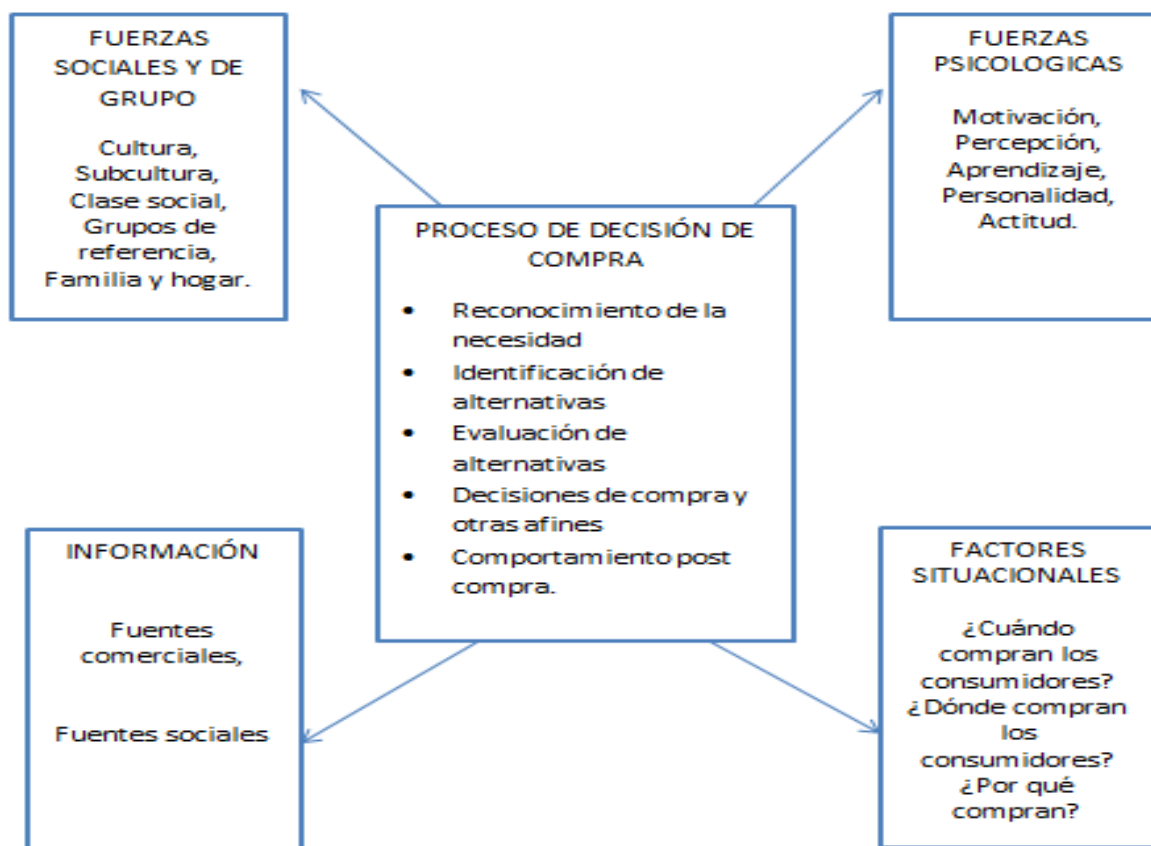 FUERZAS
SOCIALES Y DE
GRUPO
Cultura,
Subcultura,
Clase social,
Grupos de
referencia,
Familia y hogar.
FUERZAS
PSICOLOGICAS
Motivación,
Percepción,
Aprendizaje,
Personalidad,
Actitud.
PROCESO DE DECISIÓN DE
COMPRA
• Reconocimiento de la
necesidad
• Identificación de
alternativas
• Evaluación de
alternativas
• Decisiones de compra y
otras afines
• Comportamiento post
compra.
INFORMACIÓN
Fuentes
comerciales,
Fuentes sociales
FACTORES
SITUACIONALES
¿Cuándo
compran los
consumidores?
¿Dónde compran
los
consumidores?
¿Por qué
compran?